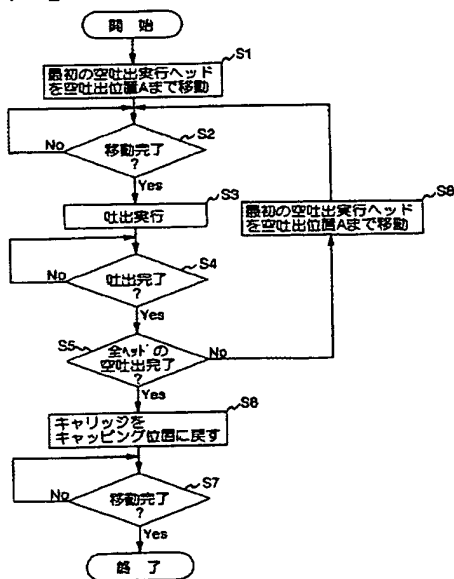 開 始
S1
最初の空吐出実行ヘッド
を空吐出位置Aまで移動
S2
移動完了
?
No
Yes
S3
吐出実行
S8
最初の空吐出実行ヘッド
を空吐出位置Aまで移動
S4
吐出完了
?
No
Yes
S5
全ヘッドの
空吐出完了
?
No
Yes
S6
キャリッジを
キャッピング位置に戻す
S7
移動完了
?
No
Yes
終 了